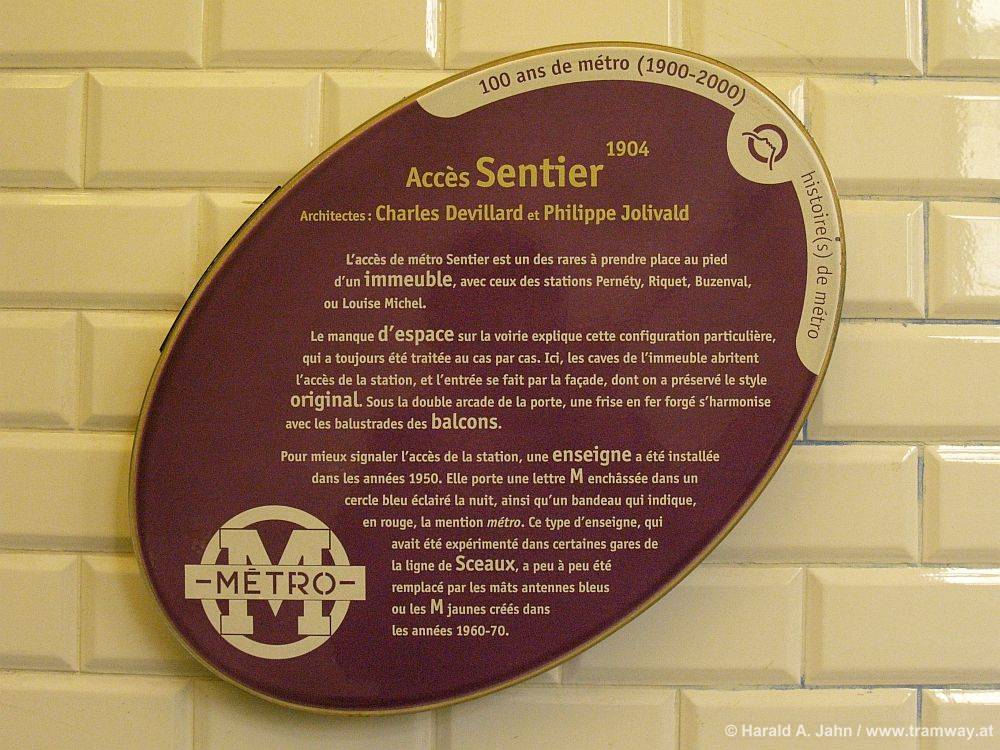 100 ans de métro (1900-2000)
histoire(s) de métro
Accès Sentier 1904
Architectes : Charles Devillard et Philippe Jolivald
L'accès de métro Sentier est un des rares à prendre place au pied
d'un immeuble, avec ceux des stations Pernéty, Riquet, Buzenval,
ou Louise Michel.
Le manque d'espace sur la voirie explique cette configuration particulière,
qui a toujours été traitée au cas par cas. Ici, les caves de l'immeuble abritent
l'accès de la station, et l'entrée se fait par la façade, dont on a préservé le style
original. Sous la double arcade de la porte, une frise en fer forgé s'harmonise
avec les balustrades des balcons.
Pour mieux signaler l'accès de la station, une enseigne a été installée
dans les années 1950. Elle porte une lettre M enchâssée dans un
cercle bleu éclairé la nuit, ainsi qu'un bandeau qui indique,
en rouge, la mention métro. Ce type d'enseigne, qui
avait été expérimenté dans certaines gares de
la ligne de Sceaux, a peu à peu été
remplacé par les mâts antennes bleus
ou les M jaunes créés dans
les années 1960-70.
M
-MÉTRO-
© Harald A. Jahn / www.tramway.at